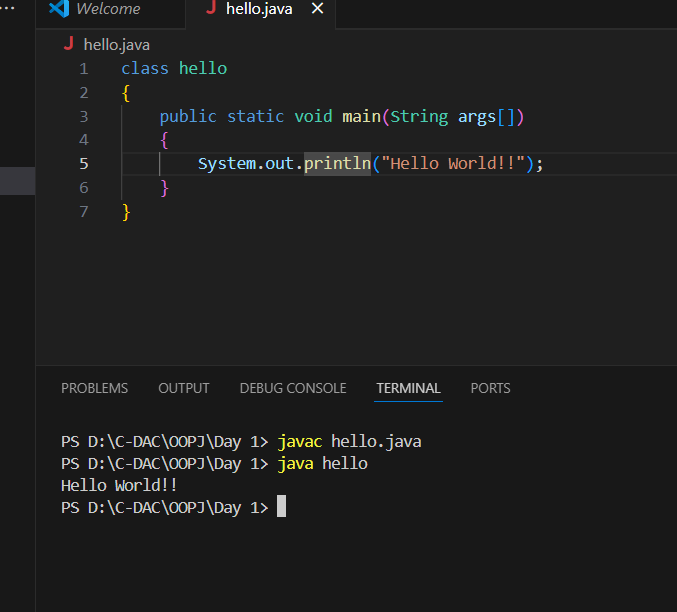 ··· Welcome J hello.java ×
J hello.java
1 class hello
2 {
3     public static void main(String args[])
4     {
5         System.out.println("Hello World!!");
6     }
7 }
PROBLEMS OUTPUT DEBUG CONSOLE TERMINAL PORTS
PS D:\C-DAC\OOPJ\Day 1> javac hello.java
PS D:\C-DAC\OOPJ\Day 1> java hello
Hello World!!
PS D:\C-DAC\OOPJ\Day 1>